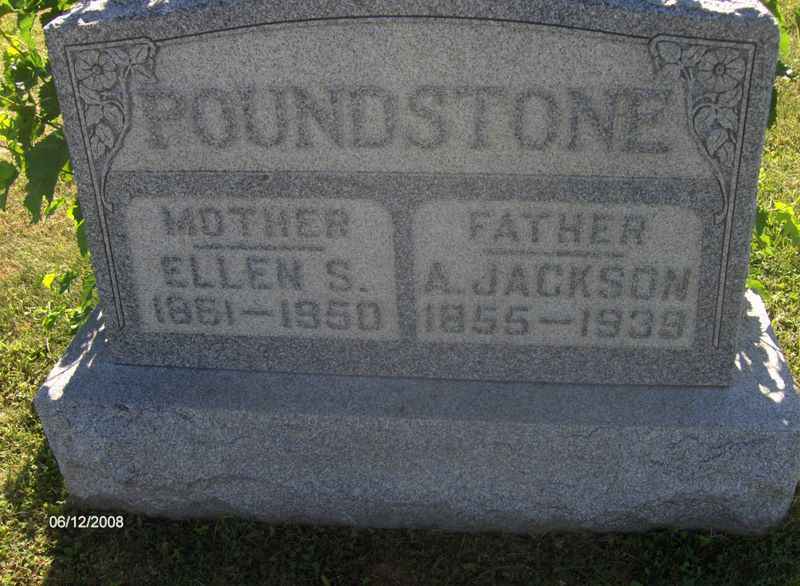 POUNDSTONE
MOTHER
ELLEN S.
1861–1950
FATHER
A. JACKSON
1855–1939
06/12/2008